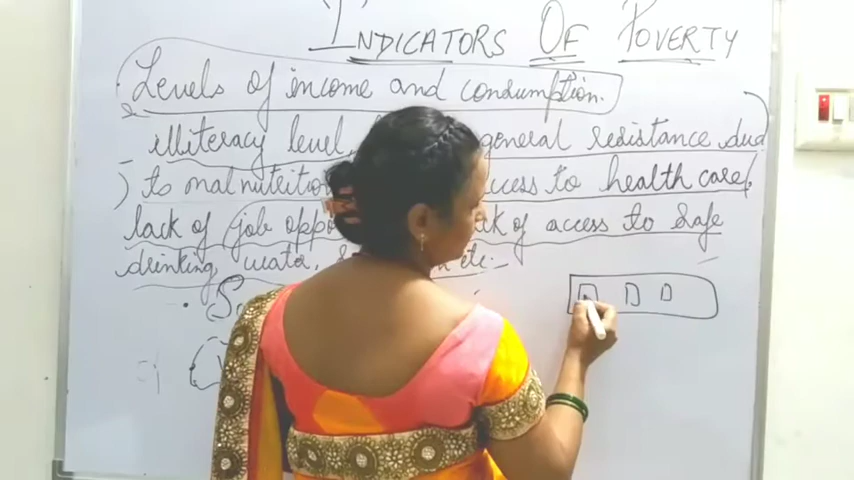 INDICATORS OF POVERTY
Levels of income and consumption.
illiteracy level, general resistance due
to malnutrition access to health care,
lack of job oppo lack of access to safe
drinking water, etc.
D D D